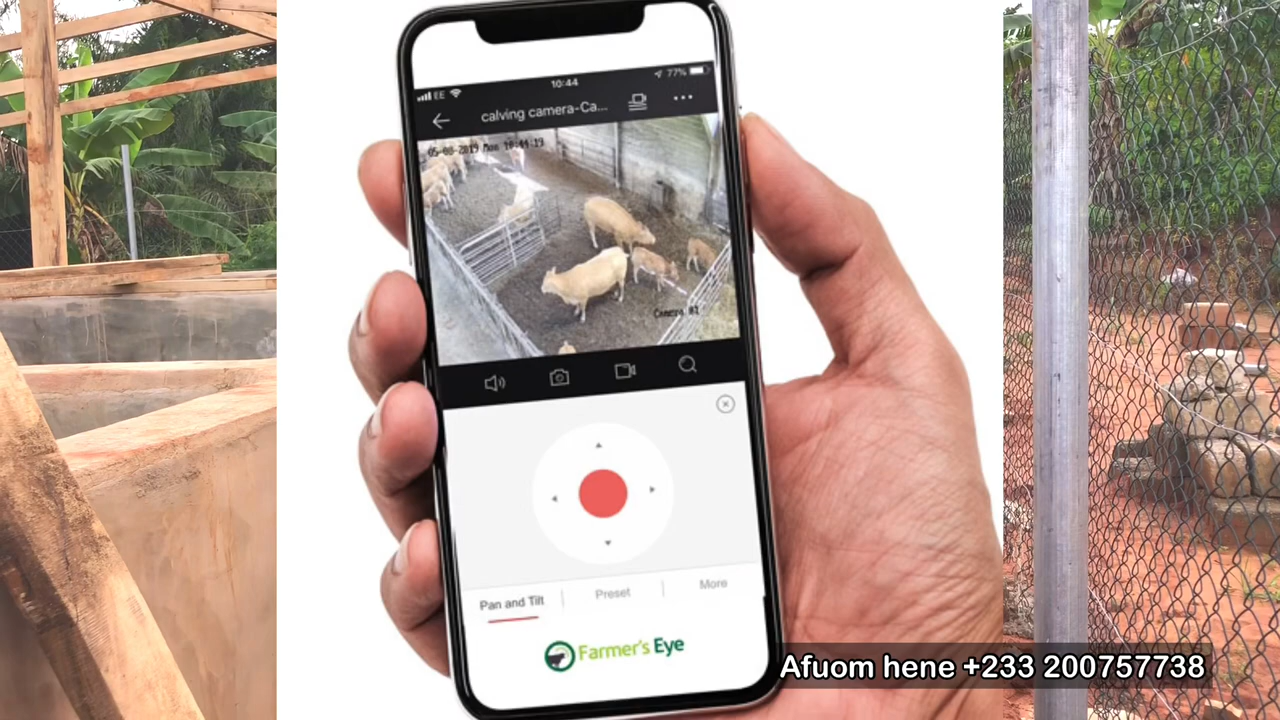 10:44
77%
EE
calving camera-Ca...
05-08-2019 Mon 10:44:19
Camera 01
Pan and Tilt
Preset
More
Farmer's Eye
Afuom hene +233 200757738